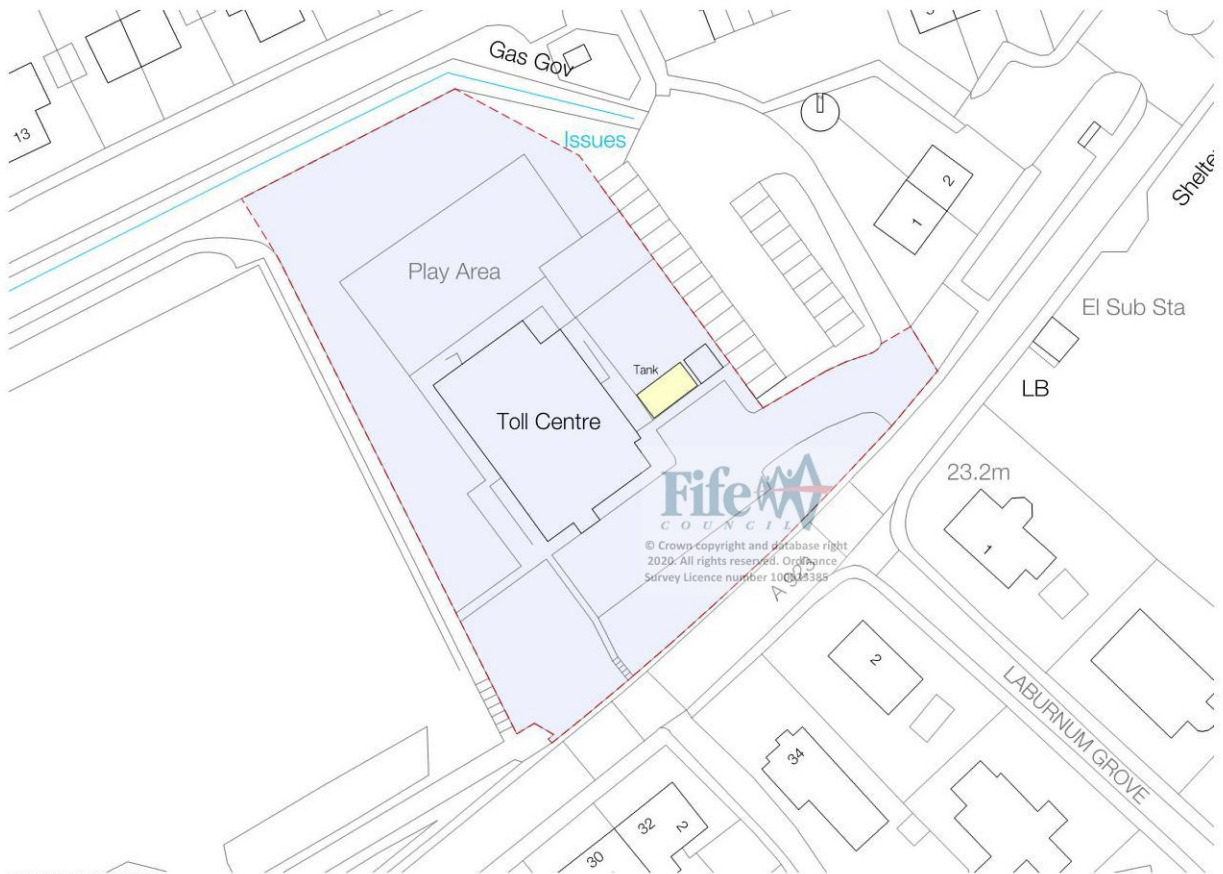 Gas Gov
13
Issues
2
1
Shelte
Play Area
El Sub Sta
Tank
LB
Toll Centre
23.2m
Fife
COUNCIL
1
© Crown copyright and database right
2020. All rights reserved. Ordnance
Survey Licence number
A 923
2
LABURNUM GROVE
34
32
2
30